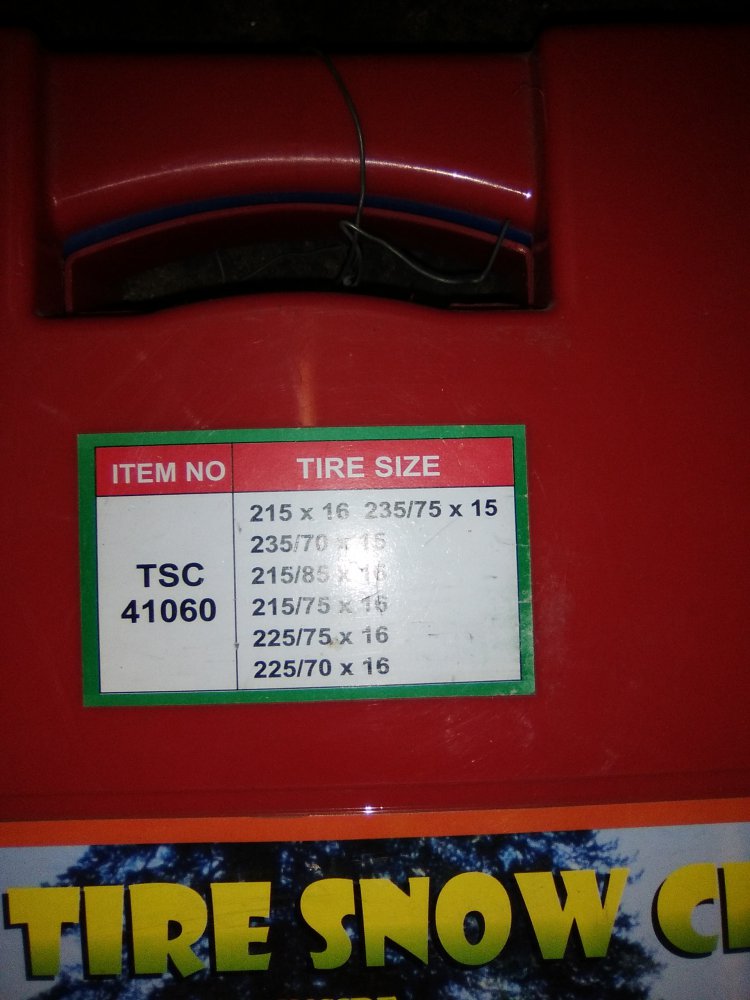 ITEM NO TIRE SIZE
TSC
41060
215 x 16 235/75 x 15
235/70 x 15
215/85 x 16
215/75 x 16
225/75 x 16
225/70 x 16
TIRE SNOW